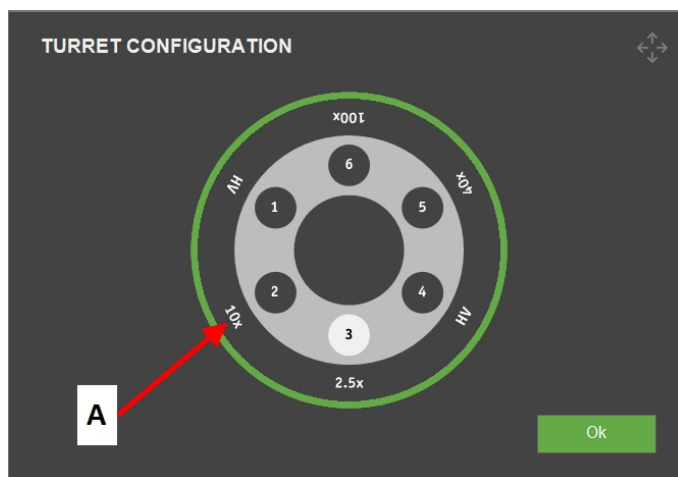 TURRET CONFIGURATION
100x
HV
40x
6
1
5
2
4
10x
HV
3
2.5x
A
Ok